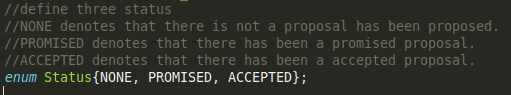 //define three status
//NONE denotes that there is not a proposal has been proposed.
//PROMISED denotes that there has been a promised proposal.
//ACCEPTED denotes that there has been a accepted proposal.
enum Status{NONE, PROMISED, ACCEPTED};